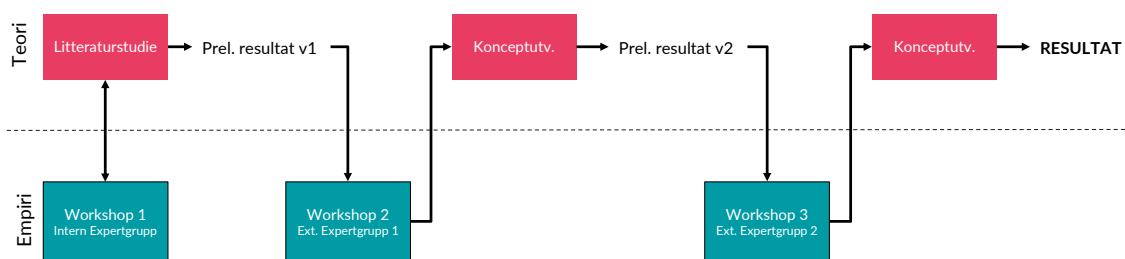 Teori
Litteraturstudie
Prel. resultat v1
Konceptutv.
Prel. resultat v2
Konceptutv.
RESULTAT
Empiri
Workshop 1
Intern Expertgrupp
Workshop 2
Ext. Expertgrupp 1
Workshop 3
Ext. Expertgrupp 2